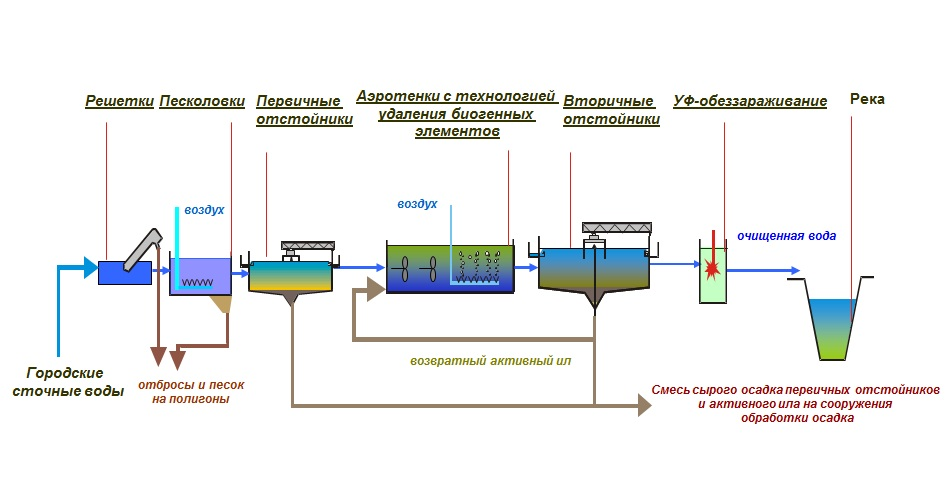 Решетки
Песколовки
Первичные
отстойники
Аэротенки с технологией
удаления биогенных
элементов
Вторичные
отстойники
УФ-обеззараживание
Река
воздух
воздух
очищенная вода
Городские
сточные воды
отбросы и песок
на полигоны
возвратный активный ил
Смесь сырого осадка первичных отстойников
и активного ила на сооружения
обработки осадка